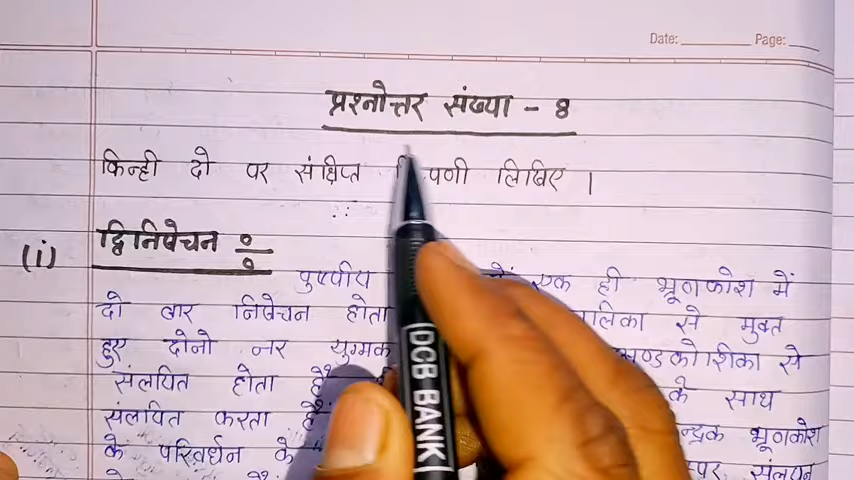 Date: Page:
प्रश्नोत्तर संख्या - 8
किन्ही दो पर संक्षिप्त पणी लिखिए ।
(i) द्विनिषेचन :
पुष्पीय में एक ही भ्रूणकोश में
दो बार निषेचन होता नालिका से मुक्त
हुए दोनो नर युग्मक अण्डकोशिका से
संलयित होता है के साथ
संलयित करता है न्द्रक भ्रूणकोश
के परिवर्धन के स्पर संलयन
DCB BANK